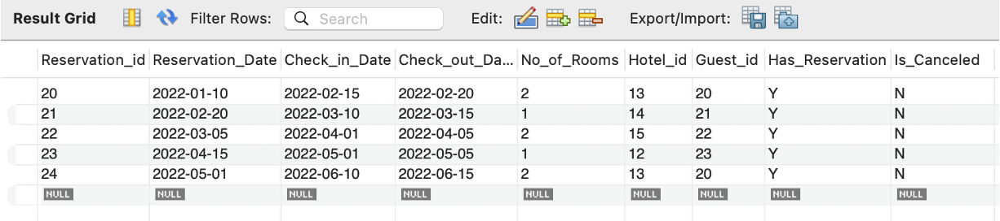 Result Grid Filter Rows: Search Edit: Export/Import:
Reservation_id Reservation_Date Check_in_Date Check_out_Da... No_of_Rooms Hotel_id Guest_id Has_Reservation Is_Canceled
20 2022-01-10 2022-02-15 2022-02-20 2 13 20 Y N
21 2022-02-20 2022-03-10 2022-03-15 1 14 21 Y N
22 2022-03-05 2022-04-01 2022-04-05 2 15 22 Y N
23 2022-04-15 2022-05-01 2022-05-05 1 12 23 Y N
24 2022-05-01 2022-06-10 2022-06-15 2 13 20 Y N
NULL NULL NULL NULL NULL NULL NULL NULL NULL